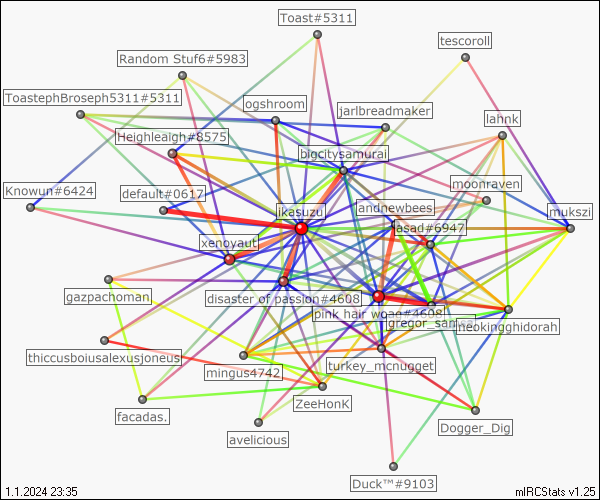 Toast#5311
tescoroll
Random Stuf6#5983
ToastephBroseph5311#5311
ogshroom
jarlbreadmaker
lahnk
Heighleaigh#8575
bigcitysamurai
moonraven
Knowun#6424
default#0617
ikasuzu
andnewbees
mukszi
xenoyaut
asad#6947
gazpachoman
disaster of passion#4608
pink hair woao#4608
gregor_san
neokingghidorah
thiccusboiusalexusjoneus
mingus4742
turkey_mcnugget
ZeeHonK
facadas.
Dogger_Dig
avelicious
Duck™#9103
1.1.2024 23:35
mIRCStats v1.25